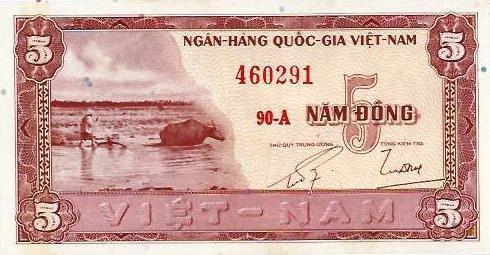 5
NGÂN-HÀNG QUỐC-GIA VIỆT-NAM
5
460291
5
90-A NĂM ĐỒNG
THỦ-QUỸ TRUNG-ƯƠNG TỔNG KIỂM-TRA
5
VIỆT-NAM
5